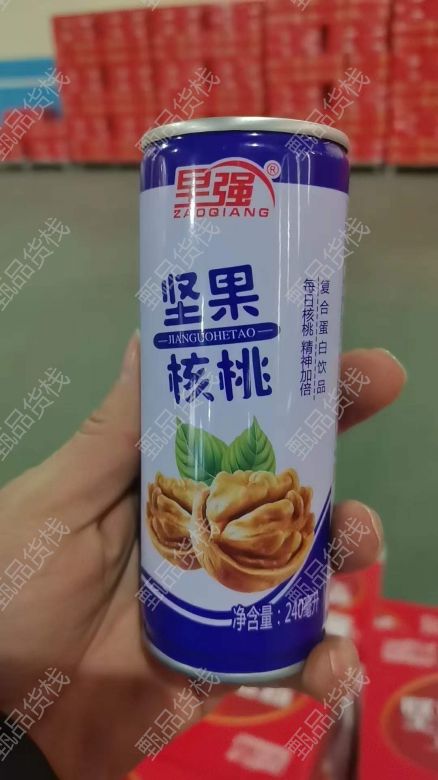 早强®
ZAOQIANG
坚果
JIANGUOHETAO
核桃
复合蛋白饮品
每日核桃 精神加倍
净含量：240毫升
甄品货栈